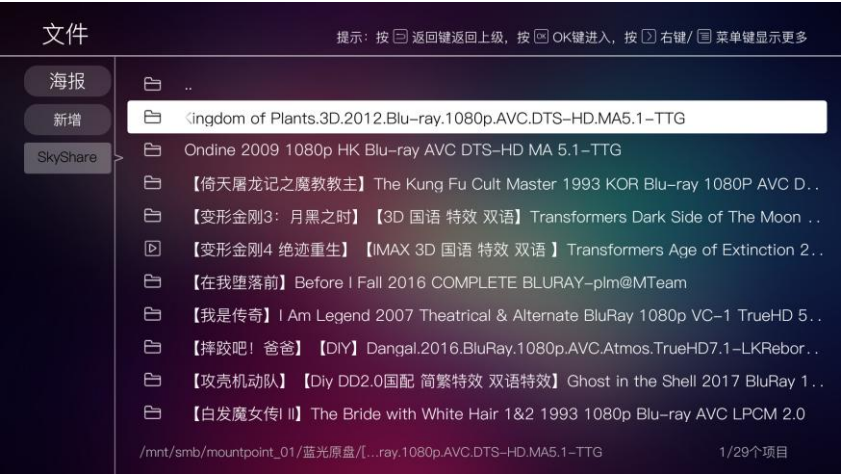 文件
提示：按 返回键返回上级，按 OK OK键进入，按 右键/ 菜单键显示更多
海报
新增
SkyShare >
..
Kingdom of Plants.3D.2012.Blu-ray.1080p.AVC.DTS-HD.MA5.1-TTG
Ondine 2009 1080p HK Blu-ray AVC DTS-HD MA 5.1-TTG
【倚天屠龙记之魔教教主】The Kung Fu Cult Master 1993 KOR Blu-ray 1080P AVC D..
【变形金刚3：月黑之时】【3D 国语 特效 双语】Transformers Dark Side of The Moon ..
【变形金刚4 绝迹重生】【IMAX 3D 国语 特效 双语 】Transformers Age of Extinction 2..
【在我堕落前】Before I Fall 2016 COMPLETE BLURAY-plm@MTeam
【我是传奇】I Am Legend 2007 Theatrical & Alternate BluRay 1080p VC-1 TrueHD 5..
【摔跤吧！爸爸】【DIY】Dangal.2016.BluRay.1080p.AVC.Atmos.TrueHD7.1-LKRebor..
【攻壳机动队】【Diy DD2.0国配 简繁特效 双语特效】Ghost in the Shell 2017 BluRay 1..
【白发魔女传I II】The Bride with White Hair 1&2 1993 1080p Blu-ray AVC LPCM 2.0
/mnt/smb/mountpoint_01/蓝光原盘/[...ray.1080p.AVC.DTS-HD.MA5.1-TTG
1/29个项目